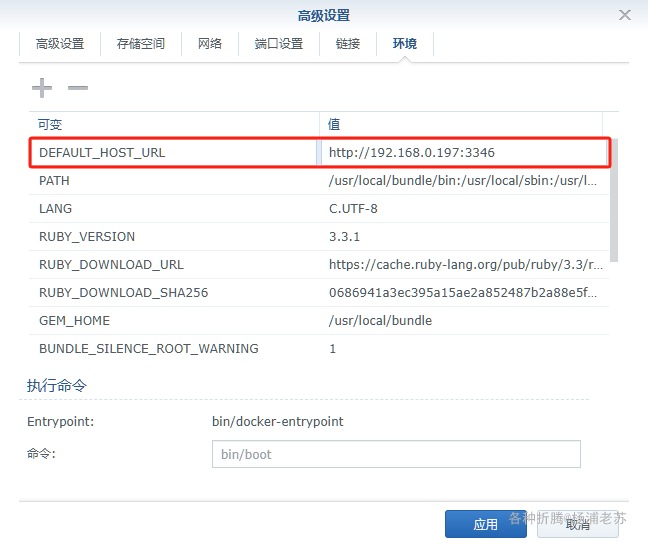 高级设置
高级设置 存储空间 网络 端口设置 链接 环境
可变 值
DEFAULT_HOST_URL http://192.168.0.197:3346
PATH /usr/local/bundle/bin:/usr/local/sbin:/usr/l...
LANG C.UTF-8
RUBY_VERSION 3.3.1
RUBY_DOWNLOAD_URL https://cache.ruby-lang.org/pub/ruby/3.3/r...
RUBY_DOWNLOAD_SHA256 0686941a3ec395a15ae2a852487b2a88e5f...
GEM_HOME /usr/local/bundle
BUNDLE_SILENCE_ROOT_WARNING 1
执行命令
Entrypoint: bin/docker-entrypoint
命令: bin/boot
应用 取消
各种折腾@杨浦老苏